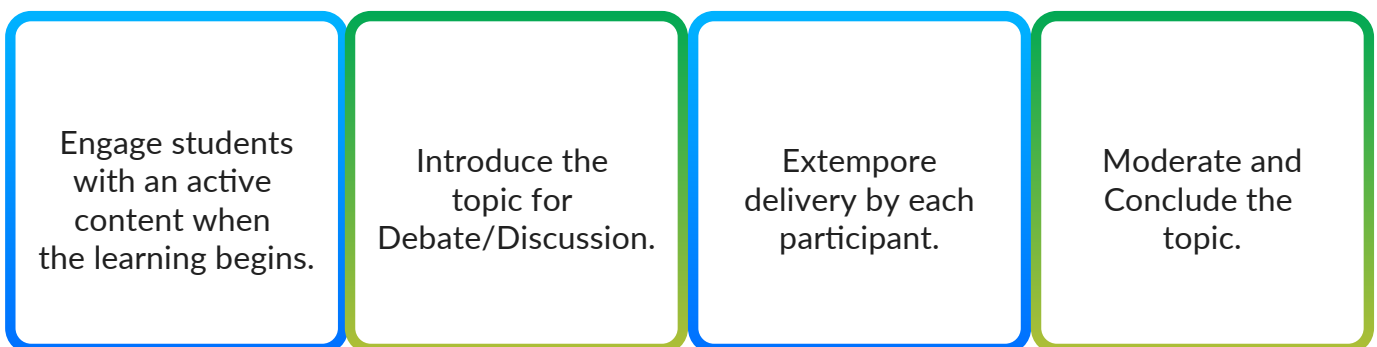 Engage students
with an active
content when
the learning begins.
Introduce the
topic for
Debate/Discussion.
Extempore
delivery by each
participant.
Moderate and
Conclude the
topic.